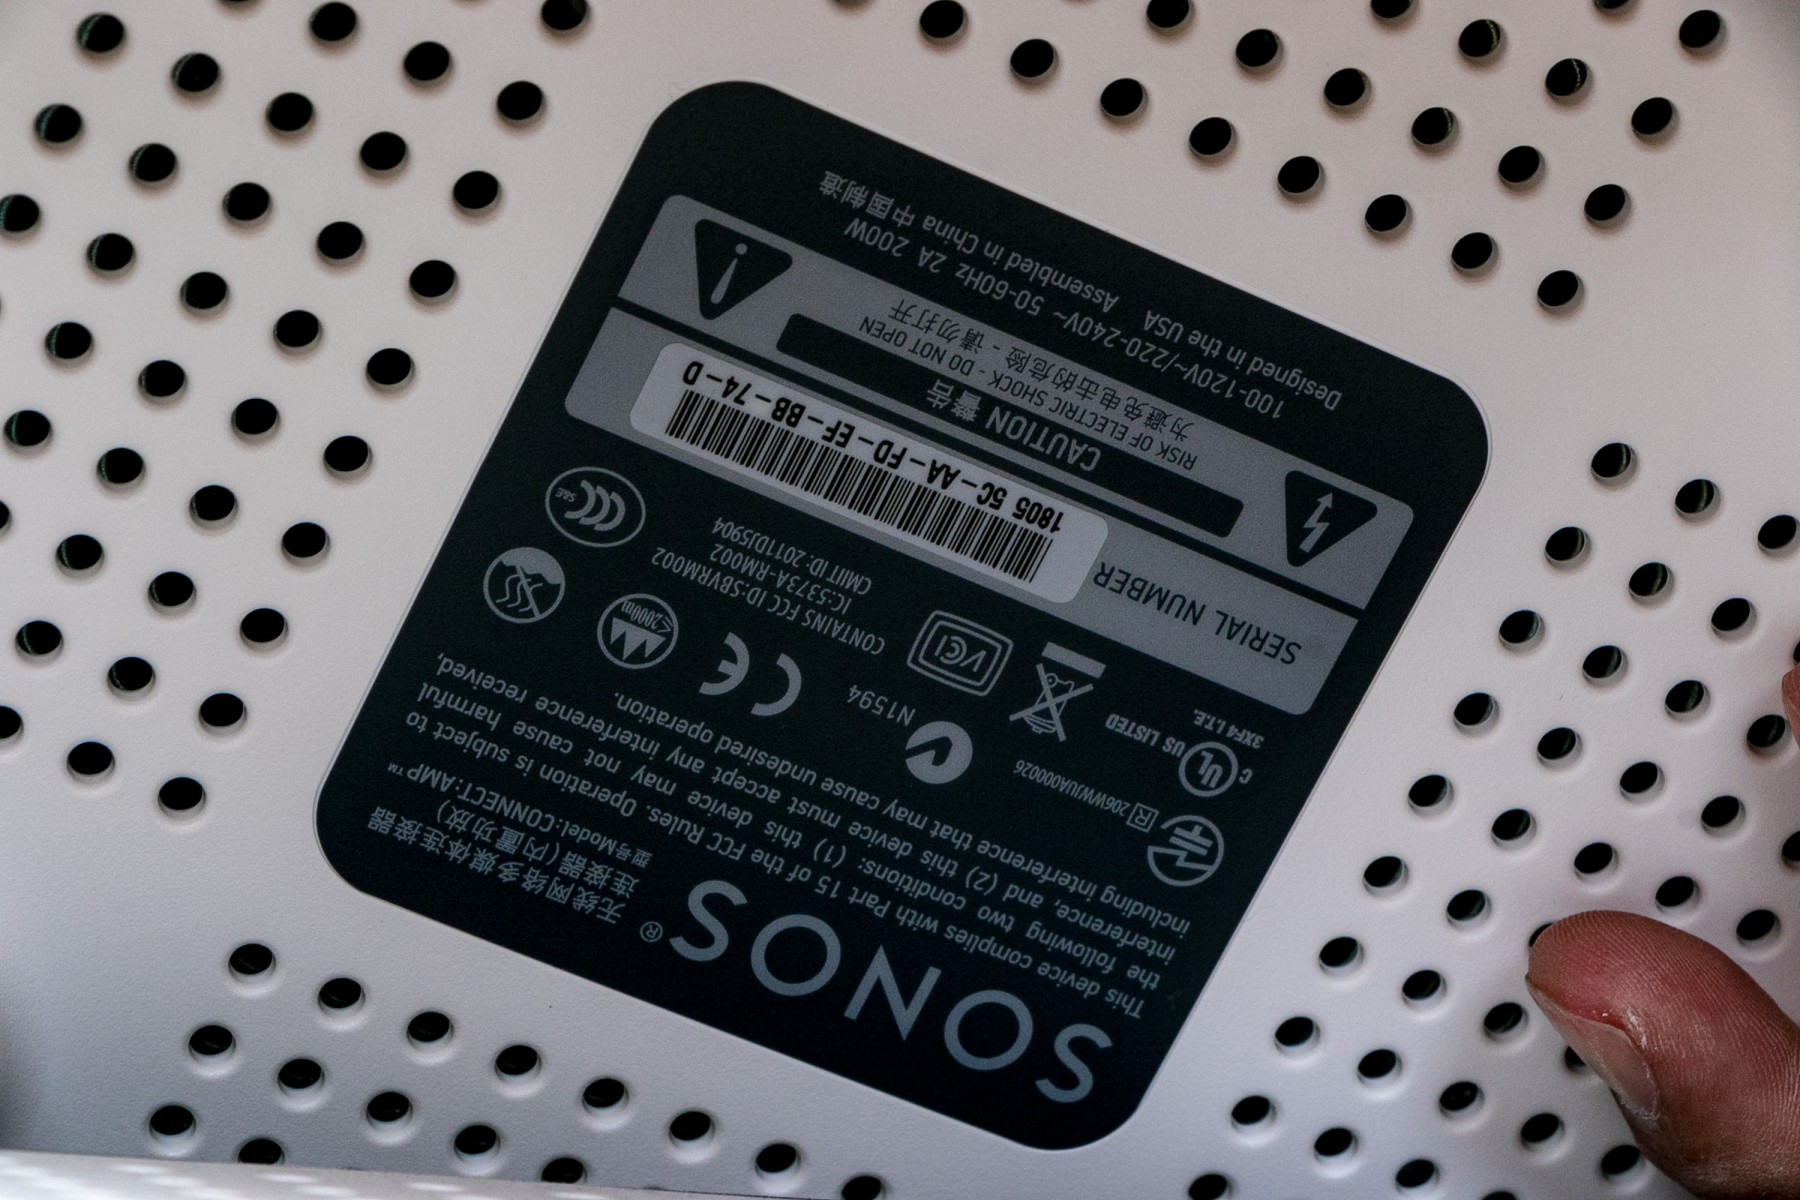 SONOS®
无线网络多媒体连接器
连接器(内置功放)
型号Model:CONNECT:AMP™
This device complies with Part 15 of the FCC Rules. Operation is subject to
the following two conditions: (1) this device may not cause harmful
interference, and (2) this device must accept any interference received,
including interference that may cause undesired operation.
R 206WWJUA000026
N1594
CE
≤2000m
C UL US LISTED
3XF4 I.T.E.
VCI
CONTAINS FCC ID:SBVRM002
IC:5373A-RM002
CMIIT ID: 2011DJ5904
CCC S&E
SERIAL NUMBER
1805 5C-AA-FD-EF-BB-74-D
CAUTION 警告
RISK OF ELECTRIC SHOCK - DO NOT OPEN
为避免电击的危险 - 请勿打开
100-120V~/220-240V~ 50-60Hz 2A 200W
Designed in the USA Assembled in China 中国制造